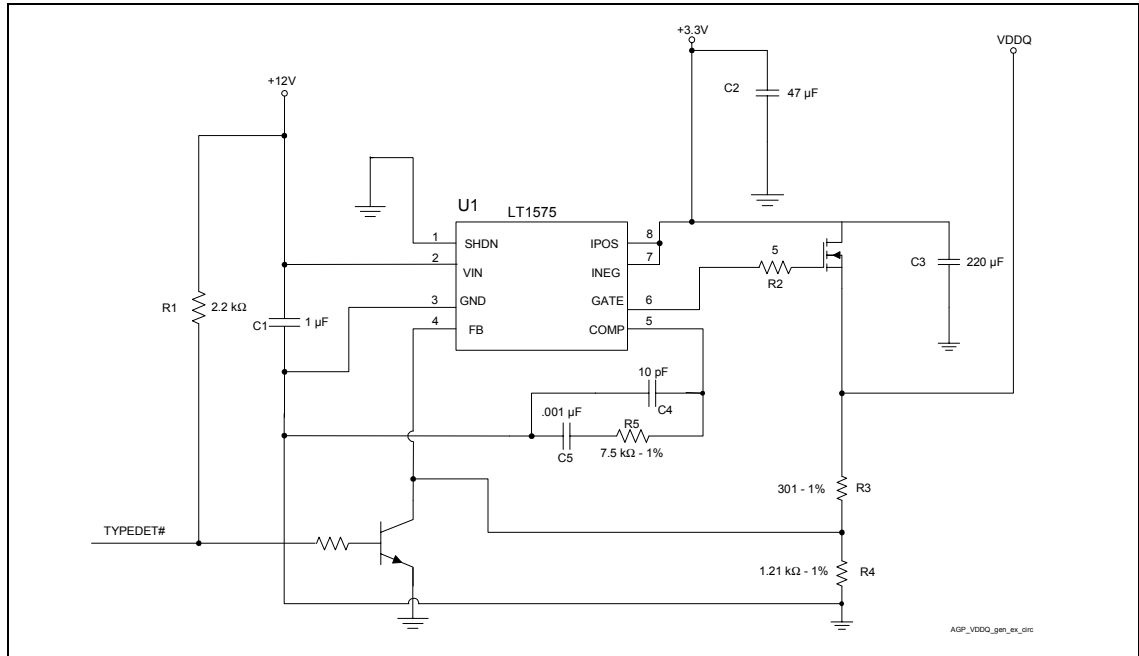 +3.3V
VDDQ
+12V
C2
47 µF
U1
LT1575
1
SHDN
IPOS
8
2
VIN
INEG
7
3
GND
GATE
6
4
FB
COMP
5
5
R2
C3
220 µF
R1
2.2 kΩ
C1
1 µF
10 pF
C4
.001 µF
C5
R5
7.5 kΩ - 1%
301 - 1%
R3
TYPEDET#
1.21 kΩ - 1%
R4
AGP_VDDQ_gen_ex_circ